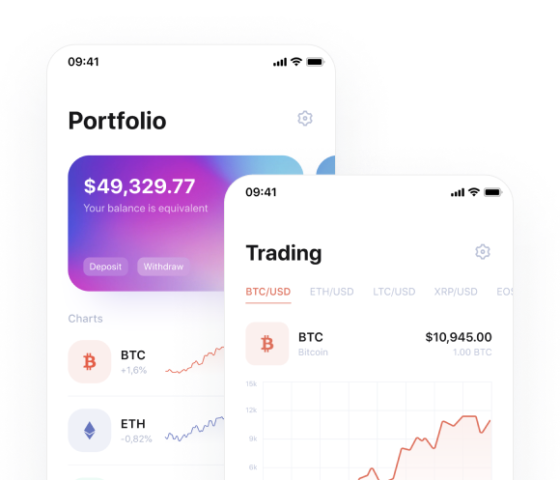 09:41
Portfolio
$49,329.77
Your balance is equivalent
Deposit Withdraw
Charts
BTC
+1,6%
ETH
-0,82%
09:41
Trading
BTC/USD ETH/USD LTC/USD XRP/USD EOS
BTC $10,945.00
Bitcoin 1.00 BTC
15k
12k
9k
6k